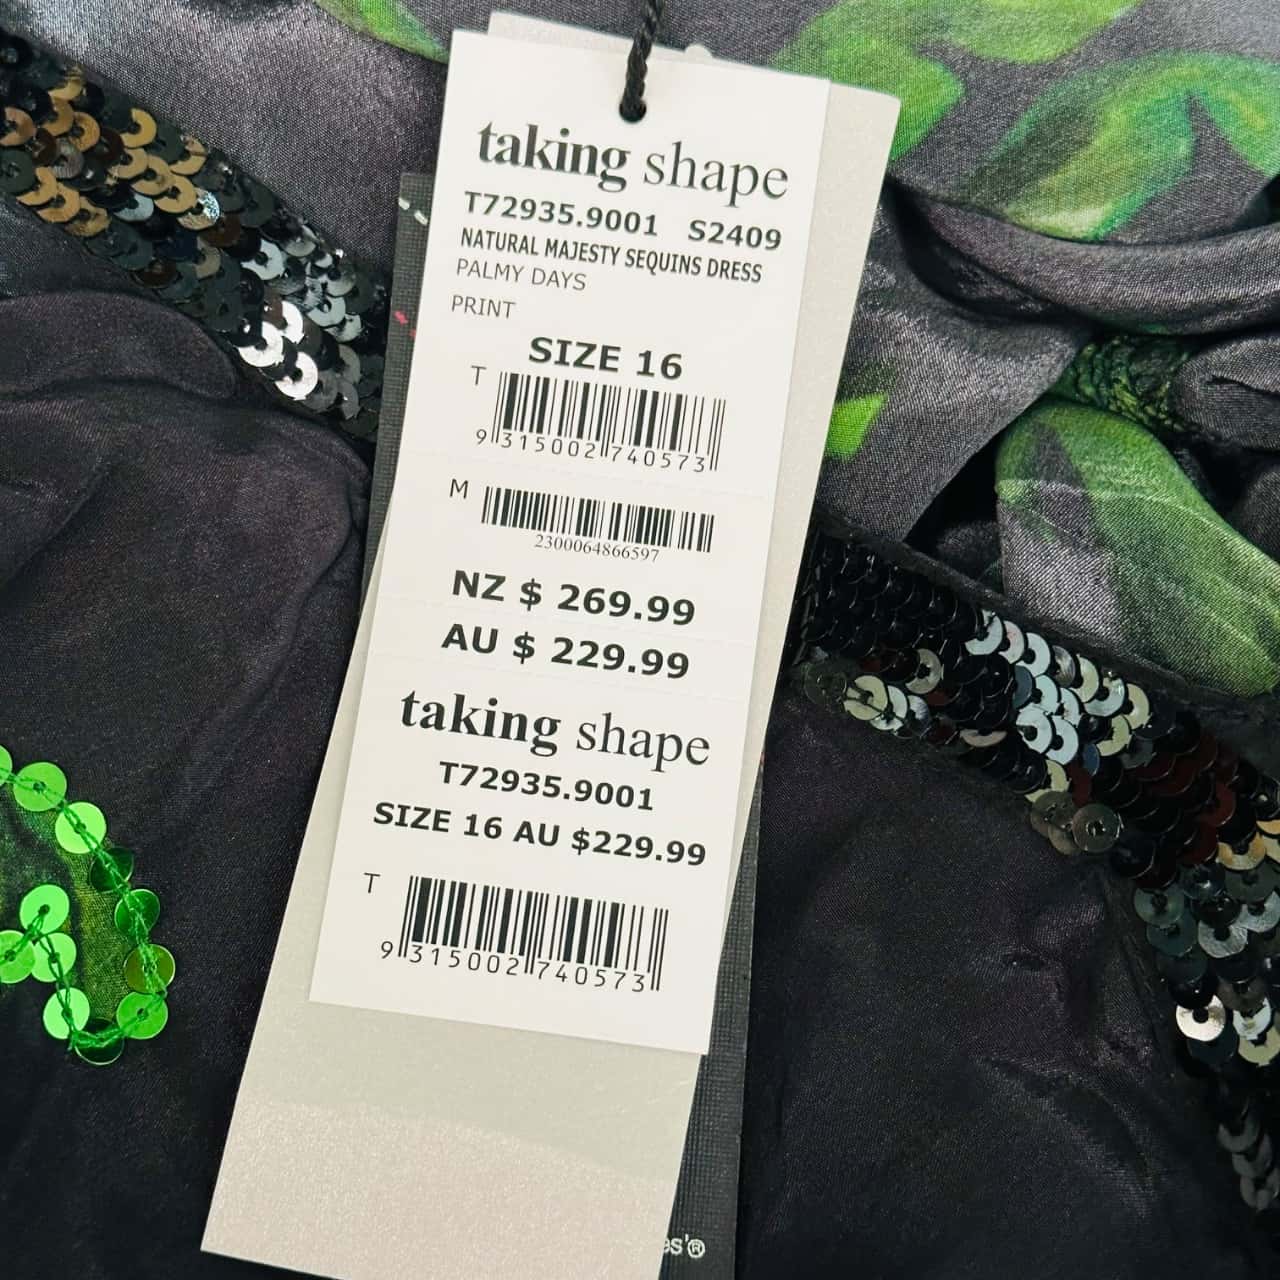 taking shape
T72935.9001 S2409
NATURAL MAJESTY SEQUINS DRESS
PALMY DAYS
PRINT
SIZE 16
T
9 315002 740573
M
2300064866597
NZ $ 269.99
AU $ 229.99
taking shape
T72935.9001
SIZE 16 AU $229.99
T
9 315002 740573